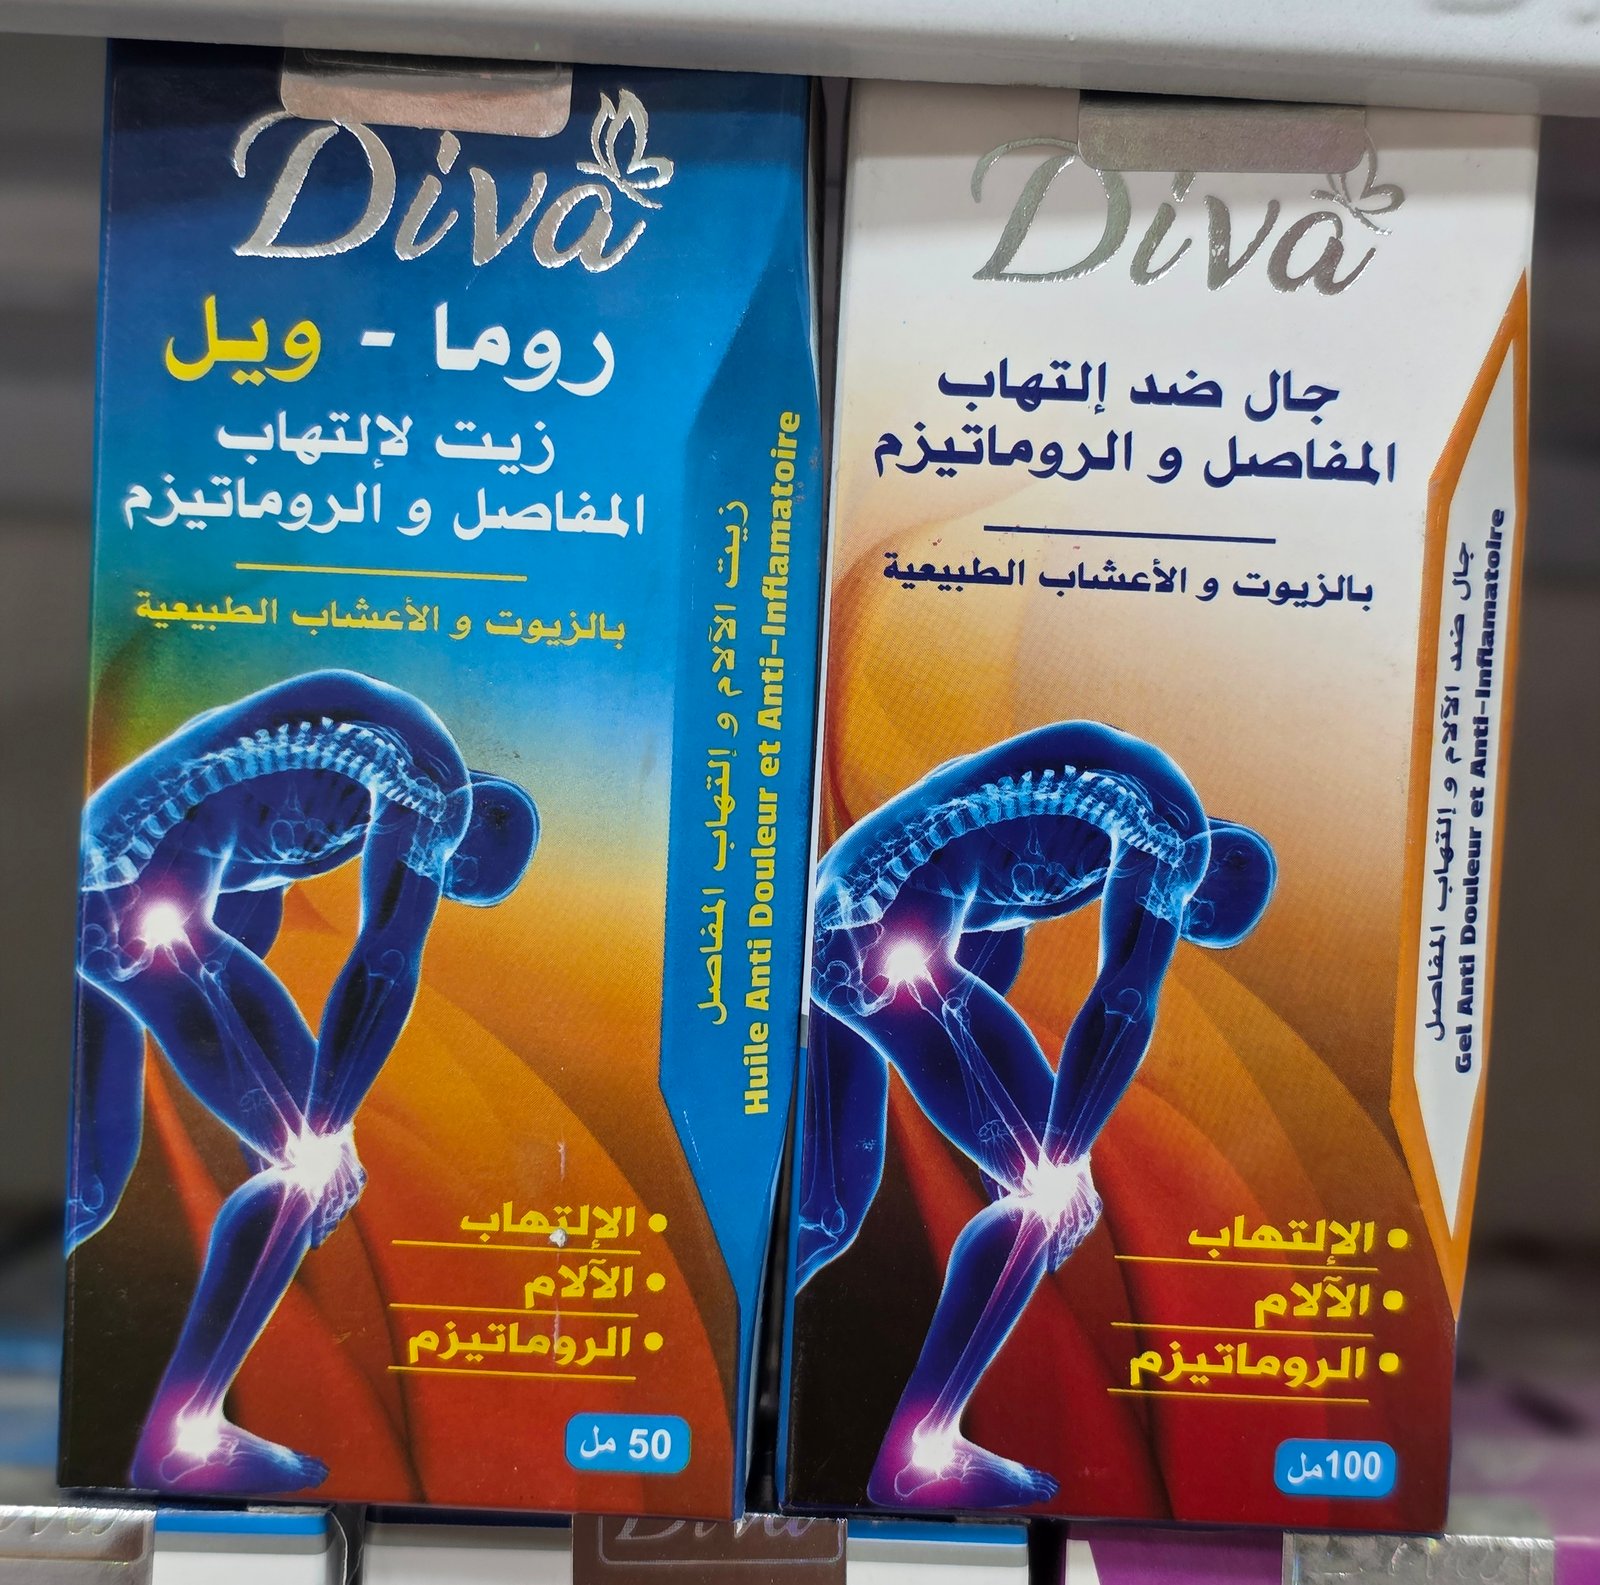 Diva
روما - ويل
زيت لإلتهاب
المفاصل و الروماتيزم
بالزيوت و الأعشاب الطبيعية
• الإلتهاب
• الآلام
• الروماتيزم
50 مل
زيت الآلام و إلتهاب المفاصل
Huile Anti Douleur et Anti-Inflamatoire
Diva
جال ضد إلتهاب
المفاصل و الروماتيزم
بالزيوت و الأعشاب الطبيعية
• الإلتهاب
• الآلام
• الروماتيزم
100مل
جال ضد الآلام و إلتهاب المفاصل
Gel Anti Douleur et Anti-Inflamatoire
Diva